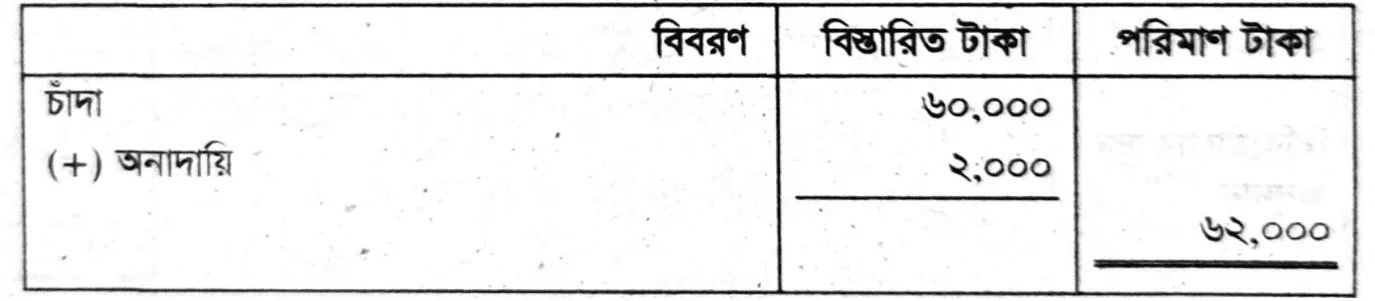 বিবরণ বিস্তারিত টাকা পরিমাণ টাকা
চাঁদা ৬০,০০০
(+) অনাদায়ি ২,০০০
৬২,০০০